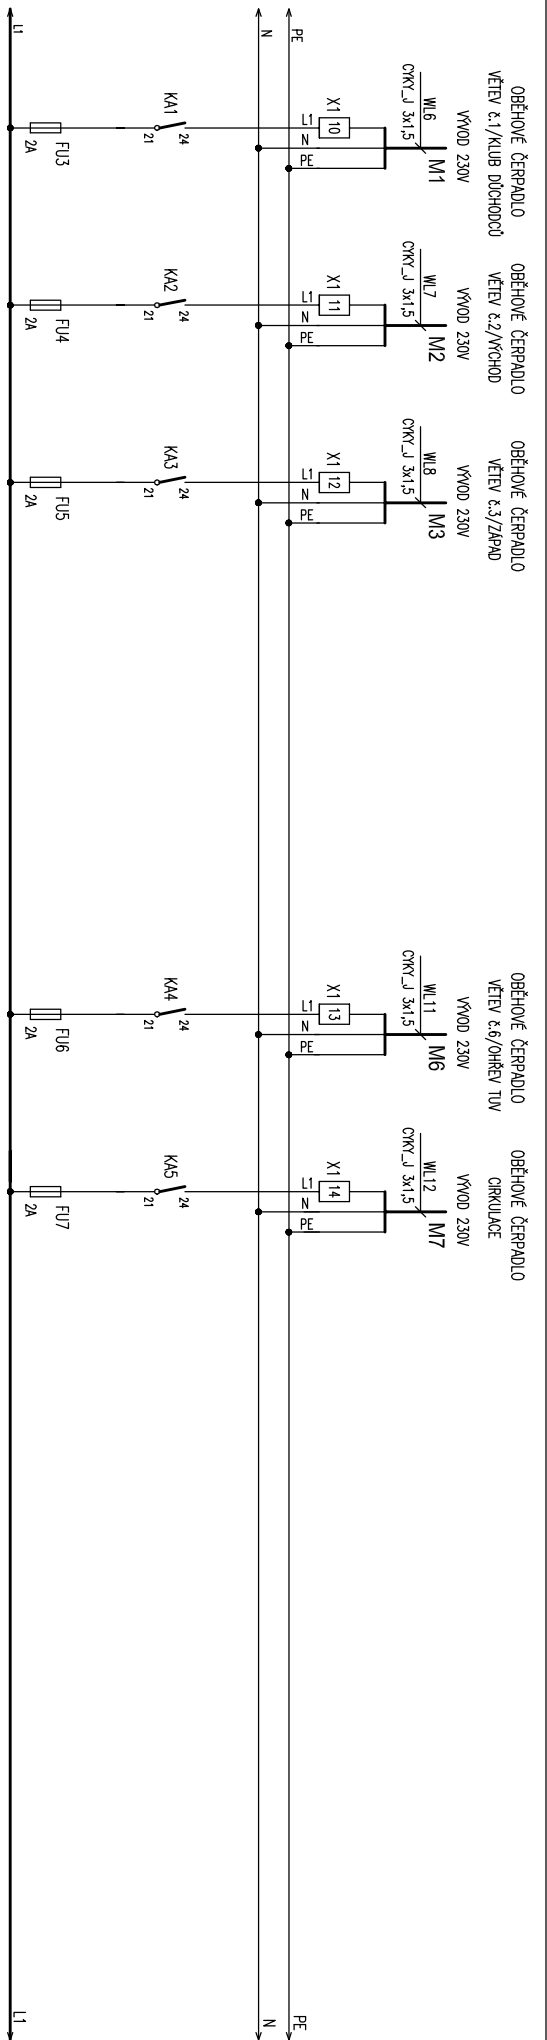 L1
N
PE
OBĚHOVÉ ČERPADLO
VĚTEV č.1/KLUB DŮCHODCŮ
VÝVOD 230V
M1
WL6
CYKY_J 3x1,5
X1
10
L1
N
PE
KA1
21
24
FU3
2A
OBĚHOVÉ ČERPADLO
VĚTEV č.2/VÝCHOD
VÝVOD 230V
M2
WL7
CYKY_J 3x1,5
X1
11
L1
N
PE
KA2
21
24
FU4
2A
OBĚHOVÉ ČERPADLO
VĚTEV č.3/ZÁPAD
VÝVOD 230V
M3
WL8
CYKY_J 3x1,5
X1
12
L1
N
PE
KA3
21
24
FU5
2A
OBĚHOVÉ ČERPADLO
VĚTEV č.6/OHŘEV TUV
VÝVOD 230V
M6
WL11
CYKY_J 3x1,5
X1
13
L1
N
PE
KA4
21
24
FU6
2A
OBĚHOVÉ ČERPADLO
CIRKULACE
VÝVOD 230V
M7
WL12
CYKY_J 3x1,5
X1
14
L1
N
PE
KA5
21
24
FU7
2A
PE
N
L1